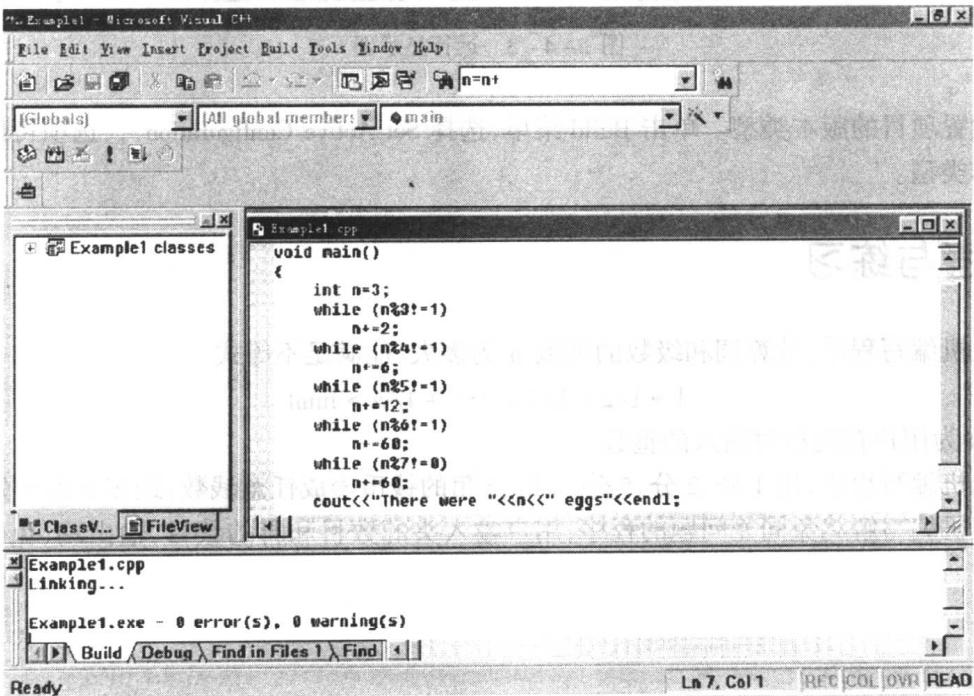 Example1 - Microsoft Visual C++
File Edit View Insert Project Build Tools Window Help
n=n+
(Globals)
(All global members
main
Example1 classes
Example1.cpp
void main()
{
int n=3;
while (n%3!=1)
n+=2;
while (n%4!=1)
n+=6;
while (n%5!=1)
n+=12;
while (n%6!=1)
n+=60;
while (n%7!=0)
n+=60;
cout<<"There were "<<n<<" eggs"<<endl;
ClassV...
FileView
Example1.cpp
Linking...
Example1.exe - 0 error(s), 0 warning(s)
Build
Debug
Find in Files 1
Find
Ready
Ln 7, Col 1
REC
COL
OVR
READ